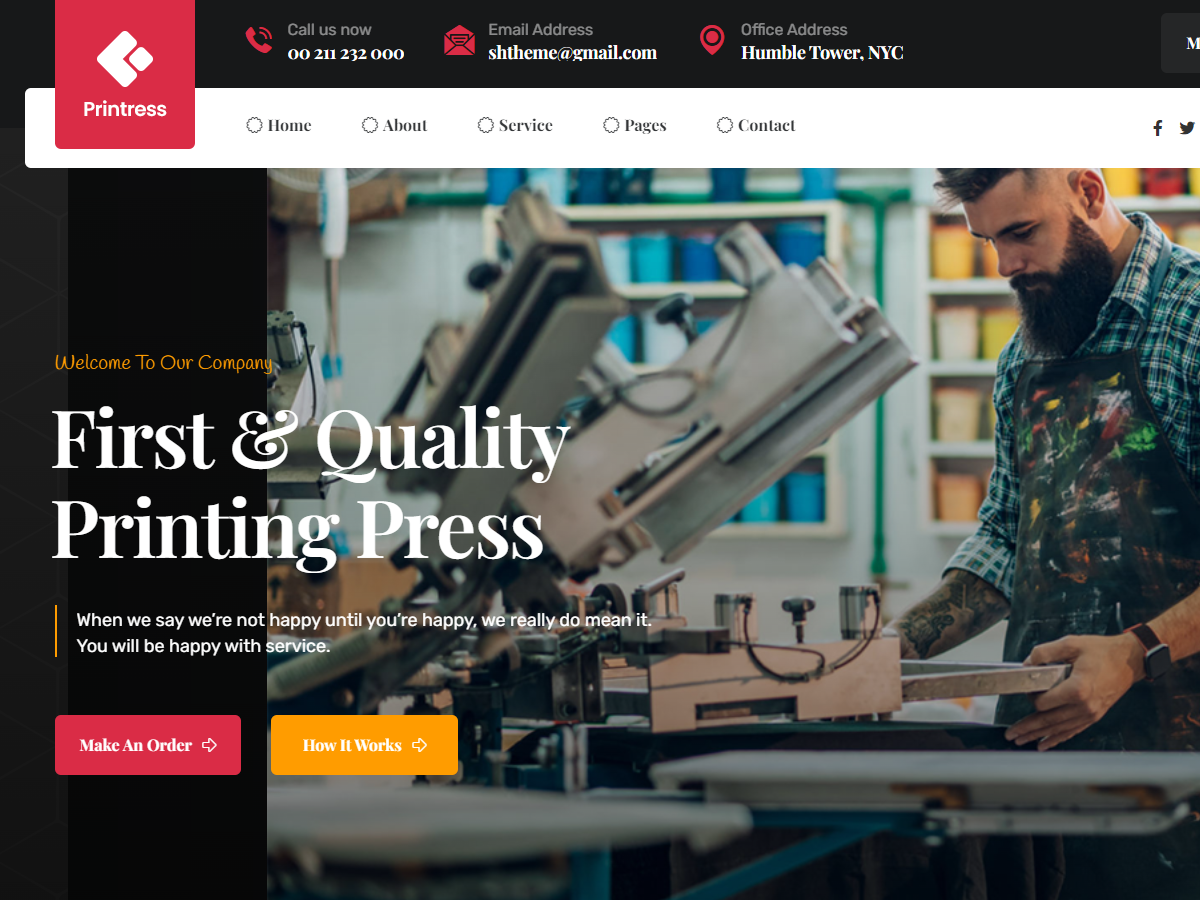 Printress
Call us now
00 211 232 000
Email Address
shtheme@gmail.com
Office Address
Humble Tower, NYC
M
Home
About
Service
Pages
Contact
Welcome To Our Company
First & Quality
Printing Press
When we say we’re not happy until you’re happy, we really do mean it.
You will be happy with service.
Make An Order
How It Works